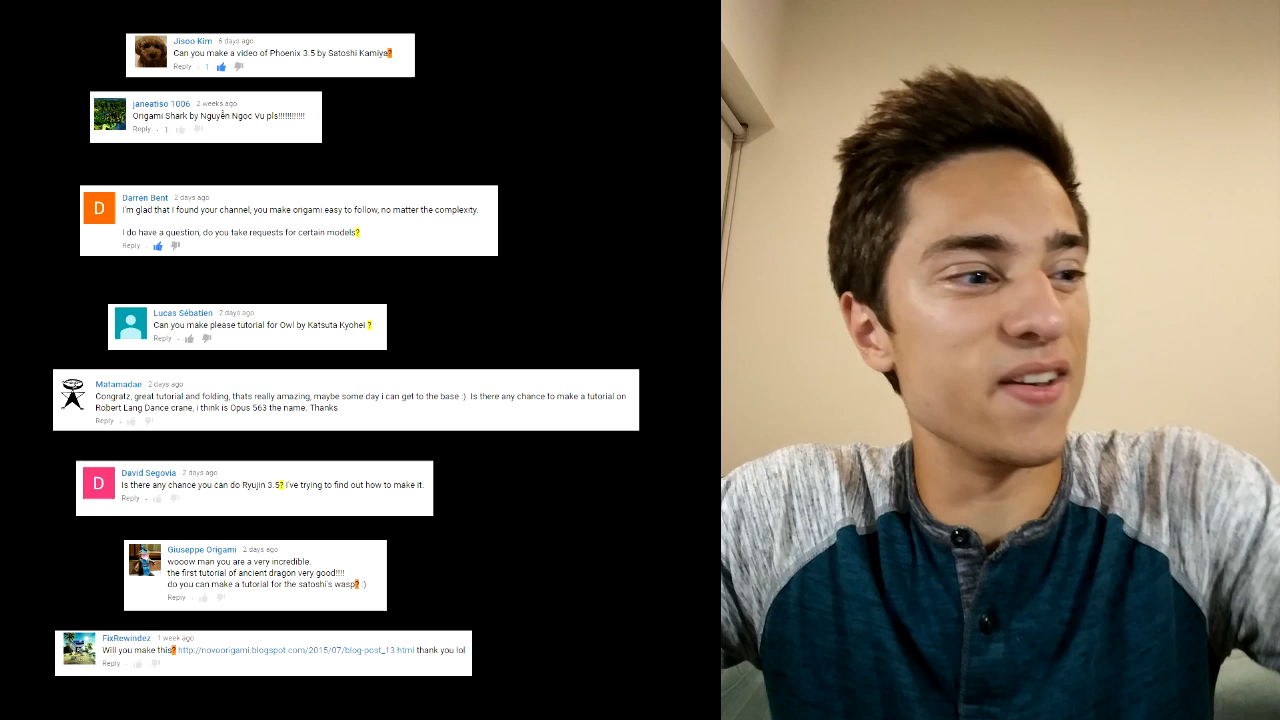 Jisoo Kim 6 days ago
Can you make a video of Phoenix 3.5 by Satoshi Kamiya?
Reply · 1
janeatiso 1006 2 weeks ago
Origami Shark by Nguyễn Ngọc Vu pls!!!!!!!!!!!!
Reply · 1
D
Darren Bent 2 days ago
I'm glad that I found your channel, you make origami easy to follow, no matter the complexity.
I do have a question, do you take requests for certain models?
Reply ·
Lucas Sébatien 2 days ago
Can you make please tutorial for Owl by Katsuta Kyohei ?
Reply ·
Matamadae 2 days ago
Congratz, great tutorial and folding, thats really amazing, maybe some day i can get to the base :). Is there any chance to make a tutorial on
Robert Lang Dance crane, i think is Opus 563 the name. Thanks
Reply ·
D
David Segovia 2 days ago
Is there any chance you can do Ryujin 3.5? I've trying to find out how to make it.
Reply ·
Giuseppe Origami 2 days ago
wooow man you are a very incredible.
the first tutorial of ancient dragon very good!!!!
do you can make a tutorial for the satoshi's wasp? :)
Reply ·
FixRewindez 1 week ago
Will you make this? http://novoorigami.blogspot.com/2015/07/blog-post_13.html thank you lol
Reply ·